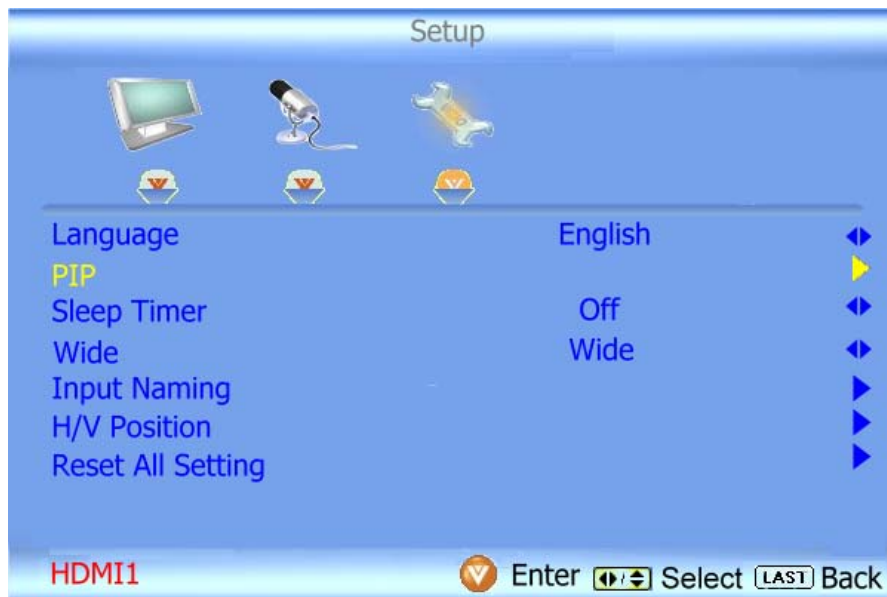 Setup
Language English
PIP
Sleep Timer Off
Wide Wide
Input Naming
H/V Position
Reset All Setting
HDMI1 Enter Select LAST Back